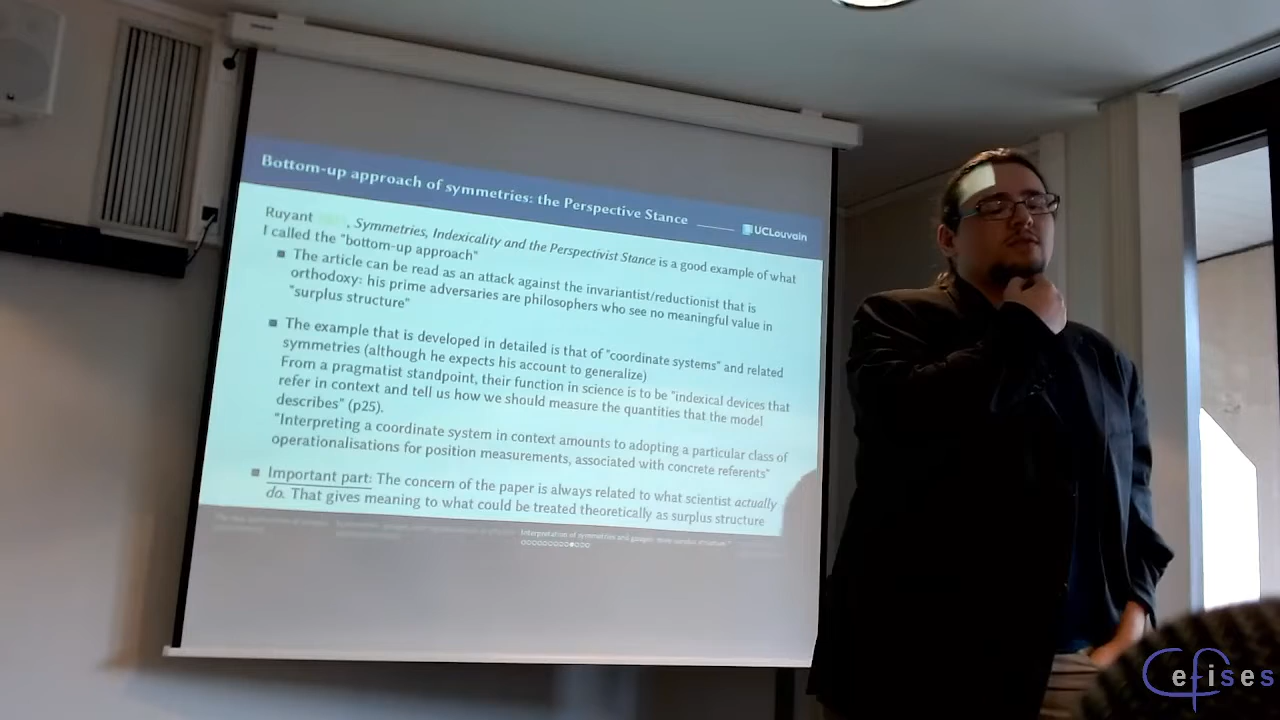 Bottom-up approach of symmetries: the Perspective Stance
UCLouvain
Ruyant , Symmetries, Indexicality and the Perspectivist Stance is a good example of what
I called the "bottom-up approach"
The article can be read as an attack against the invariantist/reductionist that is
orthodoxy: his prime adversaries are philosophers who see no meaningful value in
"surplus structure"
The example that is developed in detailed is that of "coordinate systems" and related
symmetries (although he expects his account to generalize)
From a pragmatist standpoint, their function in science is to be "indexical devices that
refer in context and tell us how we should measure the quantities that the model
describes" (p25).
"Interpreting a coordinate system in context amounts to adopting a particular class of
operationalisations for position measurements, associated with concrete referents"
Important part: The concern of the paper is always related to what scientist actually
do. That gives meaning to what could be treated theoretically as surplus structure
Interpretation of symmetries and gauges:
Cefises